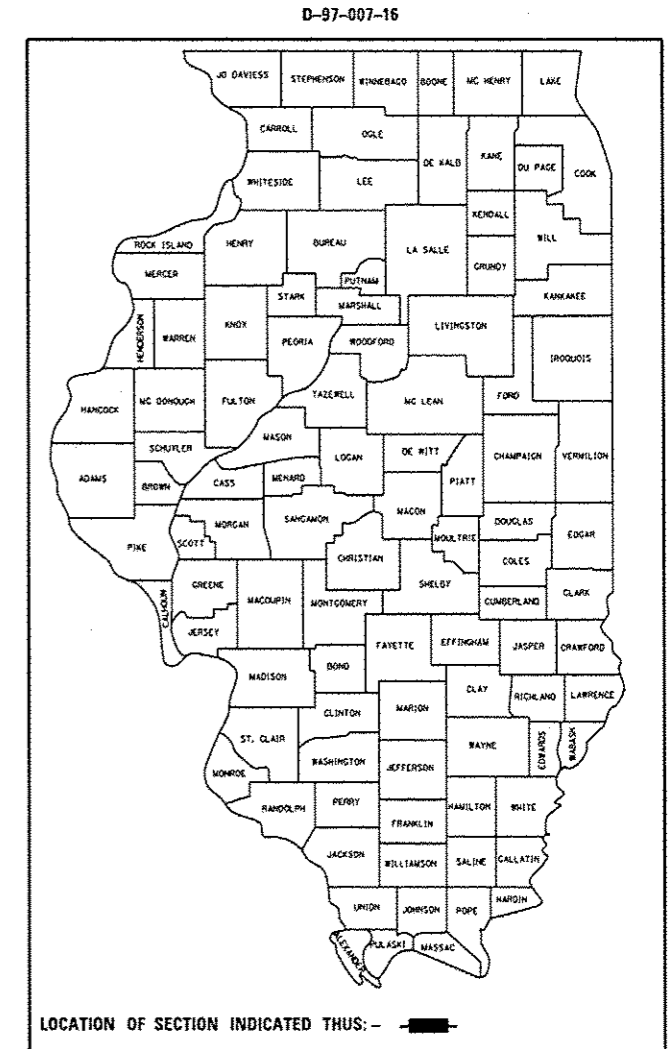 D-97-007-16
JO DAVIESS STEPHENSON WINNEBAGO BOONE MC HENRY LAKE
CARROLL OGLE DE KALB KANE DU PAGE COOK
WHITESIDE LEE
KENDALL
ROCK ISLAND HENRY BUREAU LA SALLE WILL
GRUNDY
MERCER PUTNAM
STARK MARSHALL KANKAKEE
HENDERSON WARREN KNOX PEORIA WOODFORD LIVINGSTON IROQUOIS
HANCOCK MC DONOUGH FULTON TAZEWELL MC LEAN FORD
MASON
SCHUYLER LOGAN DE WITT CHAMPAIGN VERMILION
ADAMS BROWN CASS MENARD PIATT
MACON
PIKE SCOTT MORGAN SANGAMON MOULTRIE DOUGLAS EDGAR
CHRISTIAN COLES
CALHOUN GREENE MACOUPIN MONTGOMERY SHELBY CUMBERLAND CLARK
JERSEY
FAYETTE EFFINGHAM JASPER CRAWFORD
MADISON BOND
CLAY RICHLAND LAWRENCE
CLINTON MARION
ST. CLAIR WAYNE EDWARDS WABASH
MONROE WASHINGTON JEFFERSON
RANDOLPH PERRY HAMILTON WHITE
FRANKLIN
JACKSON WILLIAMSON SALINE GALLATIN
UNION JOHNSON POPE HARDIN
ALEXANDER PULASKI MASSAC
LOCATION OF SECTION INDICATED THUS: -